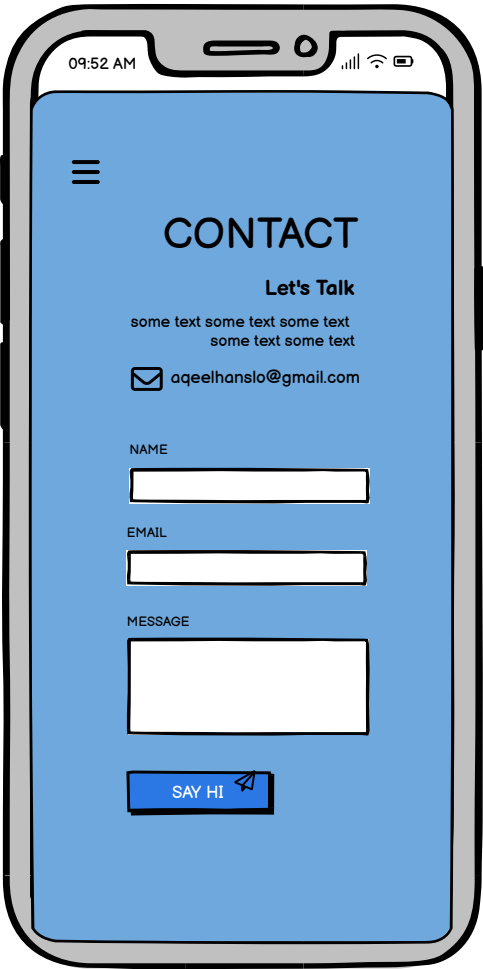 09:52 AM
CONTACT
Let's Talk
some text some text some text
some text some text
aqeelhanslo@gmail.com
NAME
EMAIL
MESSAGE
SAY HI